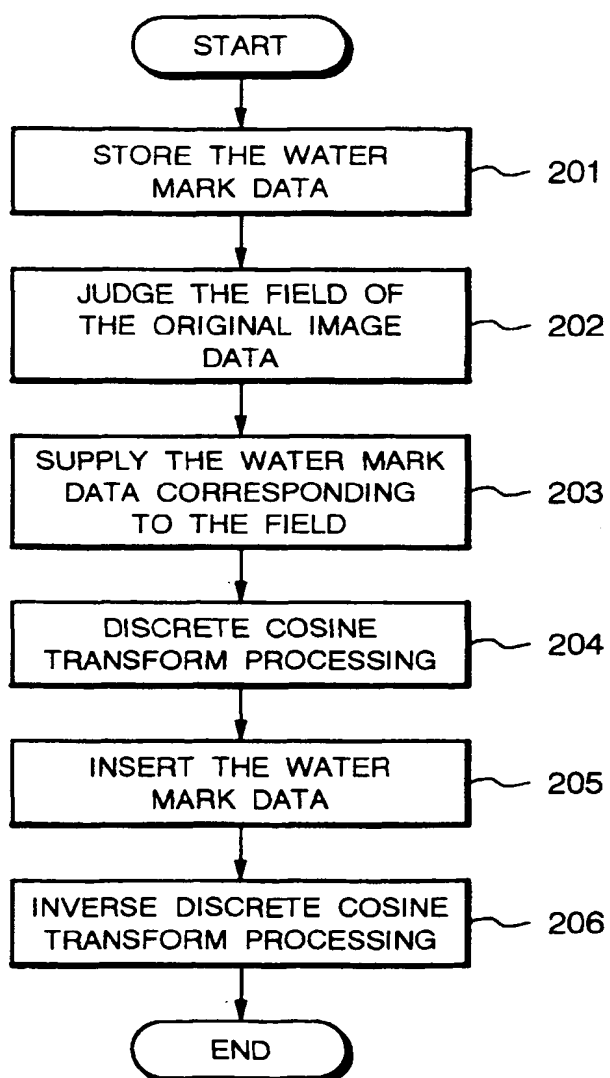 START
STORE THE WATER
MARK DATA
201
JUDGE THE FIELD OF
THE ORIGINAL IMAGE
DATA
202
SUPPLY THE WATER MARK
DATA CORRESPONDING
TO THE FIELD
203
DISCRETE COSINE
TRANSFORM PROCESSING
204
INSERT THE WATER
MARK DATA
205
INVERSE DISCRETE COSINE
TRANSFORM PROCESSING
206
END